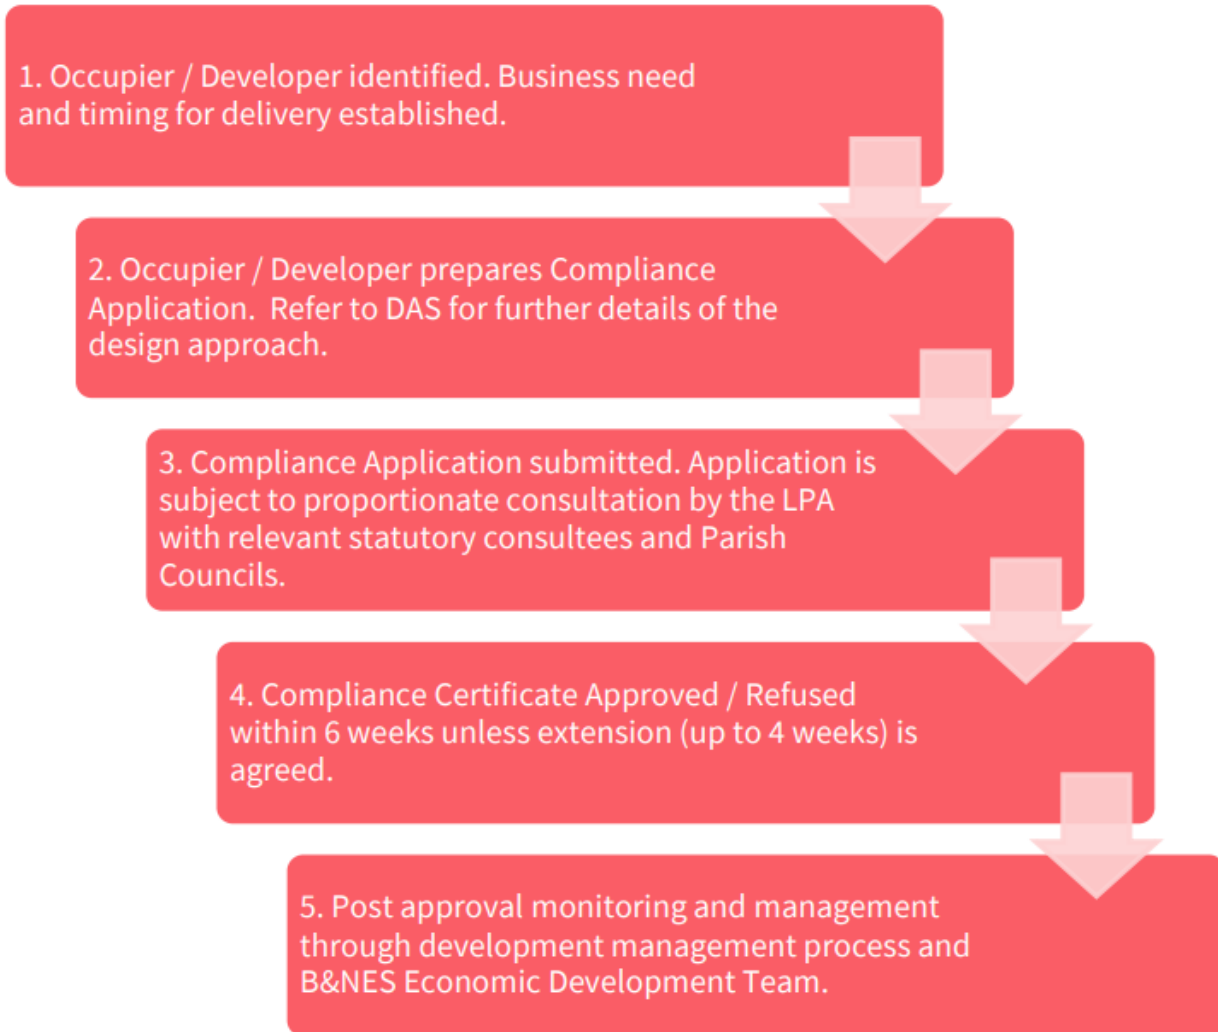 1. Occupier / Developer identified. Business need
and timing for delivery established.
2. Occupier / Developer prepares Compliance
Application.  Refer to DAS for further details of the
design approach.
3. Compliance Application submitted. Application is
subject to proportionate consultation by the LPA
with relevant statutory consultees and Parish
Councils.
4. Compliance Certificate Approved / Refused
within 6 weeks unless extension (up to 4 weeks) is
agreed.
5. Post approval monitoring and management
through development management process and
B&NES Economic Development Team.